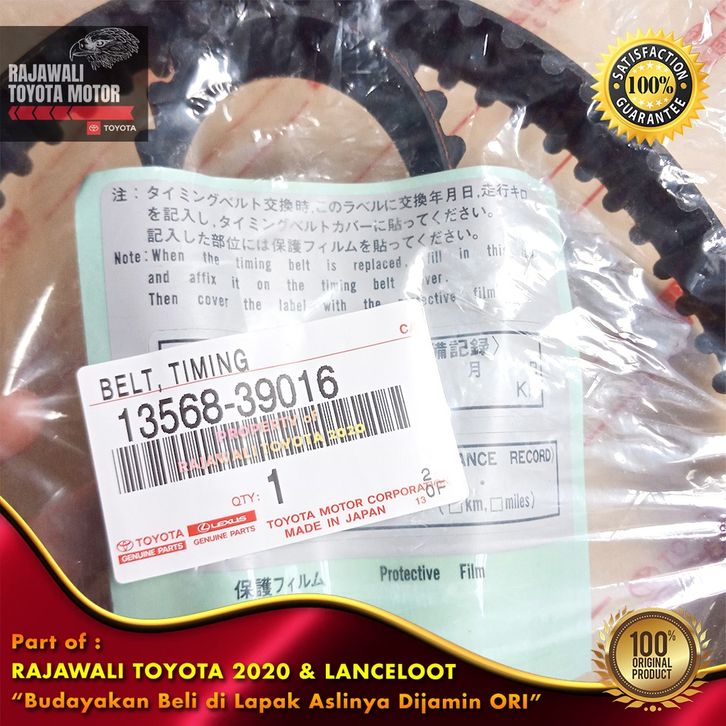 RAJAWALI
TOYOTA MOTOR
TOYOTA
SATISFACTION
100%
GUARANTEE
注: タイミングベルト交換時,このラベルに交換年月日,走行キロ
を記入し,タイミングベルトカバーに貼ってください。
記入した部位には保護フィルムを貼ってください。
Note: When the timing belt is replaced, fill in this
and affix it on the timing belt cover.
Then cover the label with the protective film
備記録〉
月
BELT, TIMING
13568-39016
PROPERTY of
RAJAWALI TOYOTA 2020
QTY: 1
TOYOTA
GENUINE PARTS
LEXUS
GENUINE PARTS
TOYOTA MOTOR CORPORATION
MADE IN JAPAN
13
20F
RECORD)
(□km, □miles)
保護フィルム Protective Film
Part of :
RAJAWALI TOYOTA 2020 & LANCELOOT
“Budayakan Beli di Lapak Aslinya Dijamin ORI”
100%
ORIGINAL
PRODUCT